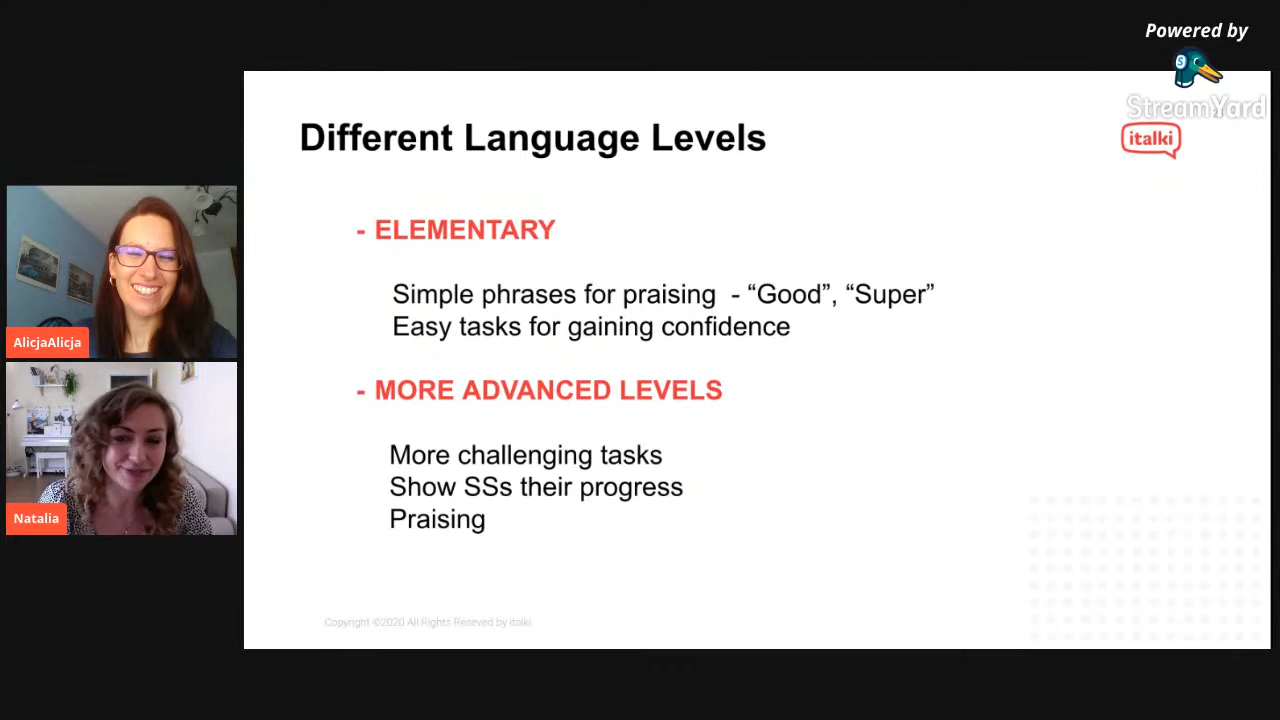 Powered by
StreamYard
italki
Different Language Levels
- ELEMENTARY
Simple phrases for praising - “Good”, “Super”
Easy tasks for gaining confidence
- MORE ADVANCED LEVELS
More challenging tasks
Show SSs their progress
Praising
Copyright ©2020 All Rights Reseved by italki
AlicjaAlicja
Natalia